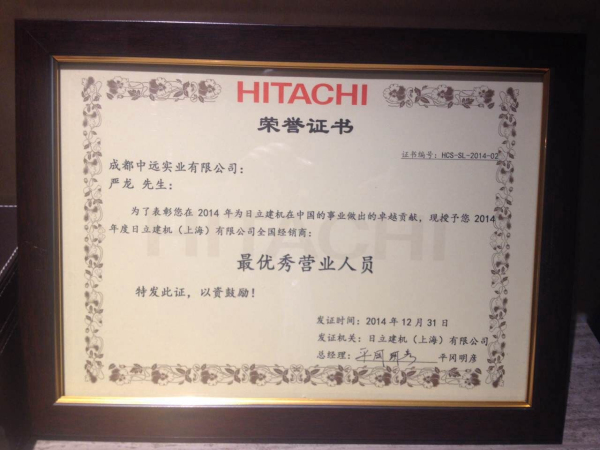 HITACHI
荣誉证书
证书编号：HCS-SL-2014-02
成都中远实业有限公司：
严龙 先生：
为了表彰您在 2014 年为日立建机在中国的事业做出的卓越贡献，现授予您 2014
年度日立建机（上海）有限公司全国经销商：
最优秀营业人员
特发此证，以资鼓励！
发证时间：2014 年 12 月 31 日
发证机关：日立建机（上海）有限公司
总经理：平冈明彦 平冈明彦